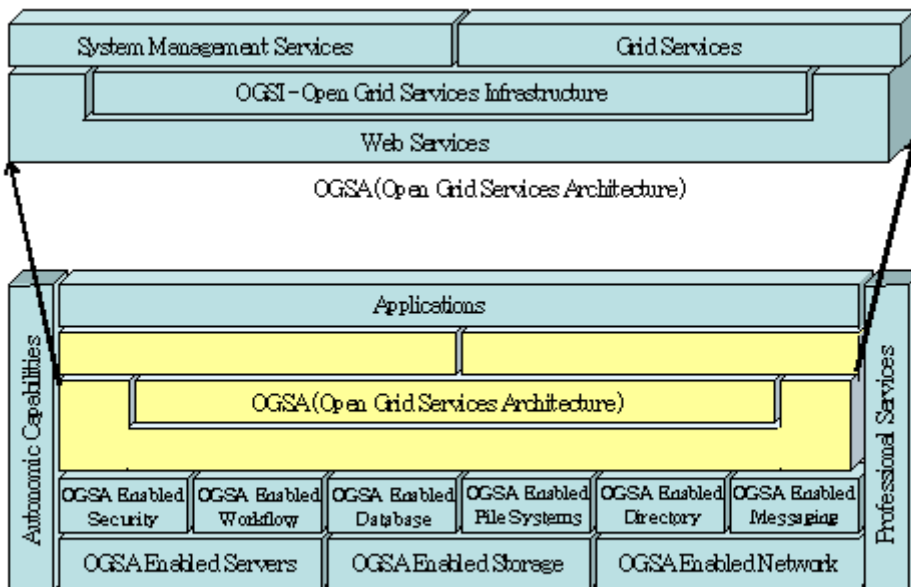 System Management Services
Grid Services
OGSI-Open Grid Services Infrastructure
Web Services
OGSA(Open Grid Services Architecture)
Autonomic Capabilities
Applications
OGSA(Open Grid Services Architecture)
Professional Services
OGSA Enabled
Security
OGSA Enabled
Workflow
OGSA Enabled
Database
OGSA Enabled
File Systems
OGSA Enabled
Directory
OGSA Enabled
Messaging
OGSA Enabled Servers
OGSA Enabled Storage
OGSA Enabled Network